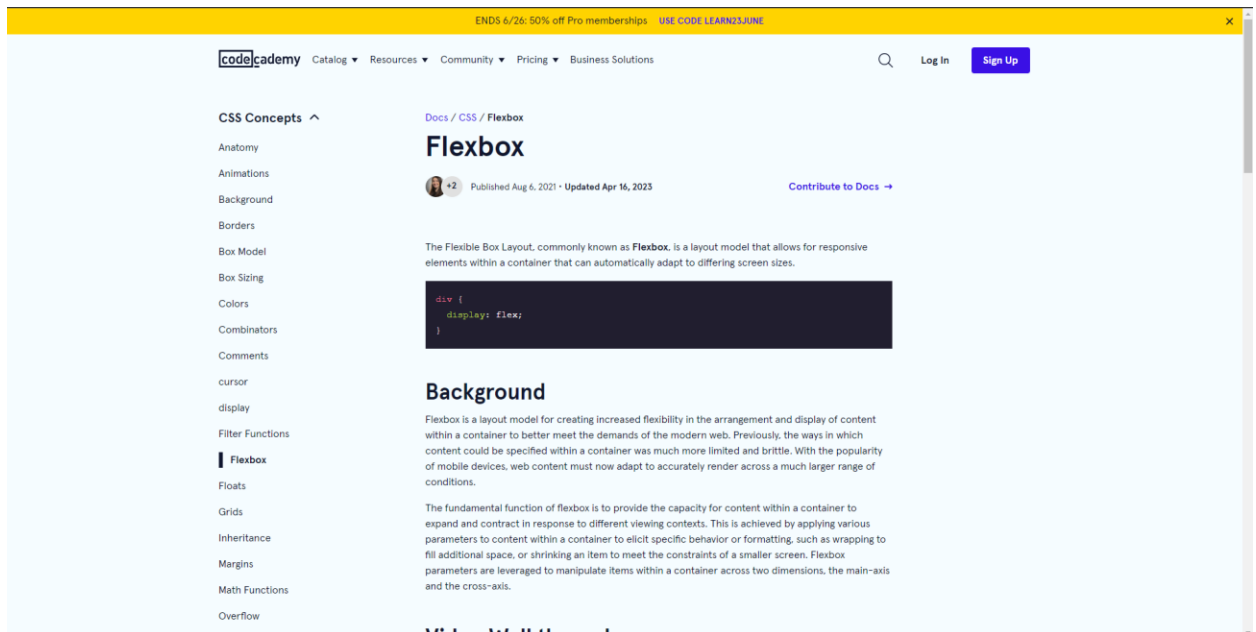 ENDS 6/26: 50% off Pro memberships USE CODE LEARN23JUNE
codecademy Catalog Resources Community Pricing Business Solutions Log In Sign Up
CSS Concepts
Anatomy
Animations
Background
Borders
Box Model
Box Sizing
Colors
Combinators
Comments
cursor
display
Filter Functions
Flexbox
Floats
Grids
Inheritance
Margins
Math Functions
Overflow
Docs / CSS / Flexbox
Flexbox
+2 Published Aug 6, 2021 • Updated Apr 16, 2023 Contribute to Docs →
The Flexible Box Layout, commonly known as Flexbox, is a layout model that allows for responsive
elements within a container that can automatically adapt to differing screen sizes.
div {
display: flex;
}
Background
Flexbox is a layout model for creating increased flexibility in the arrangement and display of content
within a container to better meet the demands of the modern web. Previously, the ways in which
content could be specified within a container was much more limited and brittle. With the popularity
of mobile devices, web content must now adapt to accurately render across a much larger range of
conditions.
The fundamental function of flexbox is to provide the capacity for content within a container to
expand and contract in response to different viewing contexts. This is achieved by applying various
parameters to content within a container to elicit specific behavior or formatting, such as wrapping to
fill additional space, or shrinking an item to meet the constraints of a smaller screen. Flexbox
parameters are leveraged to manipulate items within a container across two dimensions, the main-axis
and the cross-axis.